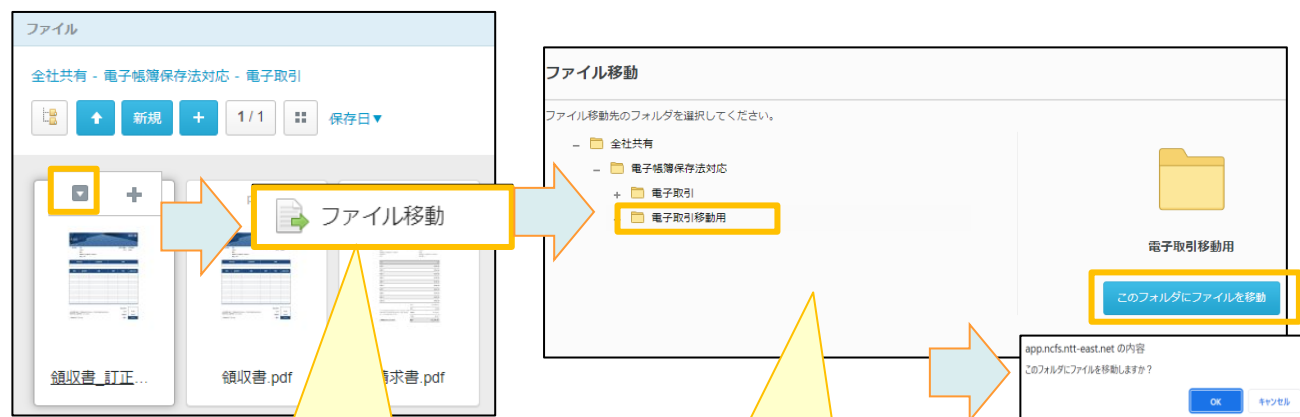 ファイル
全社共有 - 電子帳簿保存法対応 - 電子取引
新規
1 / 1
保存日▼
ファイル移動
領収書_訂正...
領収書.pdf
求書.pdf
ファイル移動
ファイル移動先のフォルダを選択してください。
全社共有
電子帳簿保存法対応
電子取引
電子取引移動用
電子取引移動用
このフォルダにファイルを移動
app.ncfs.ntt-east.net の内容
このフォルダにファイルを移動しますか？
OK キャンセル